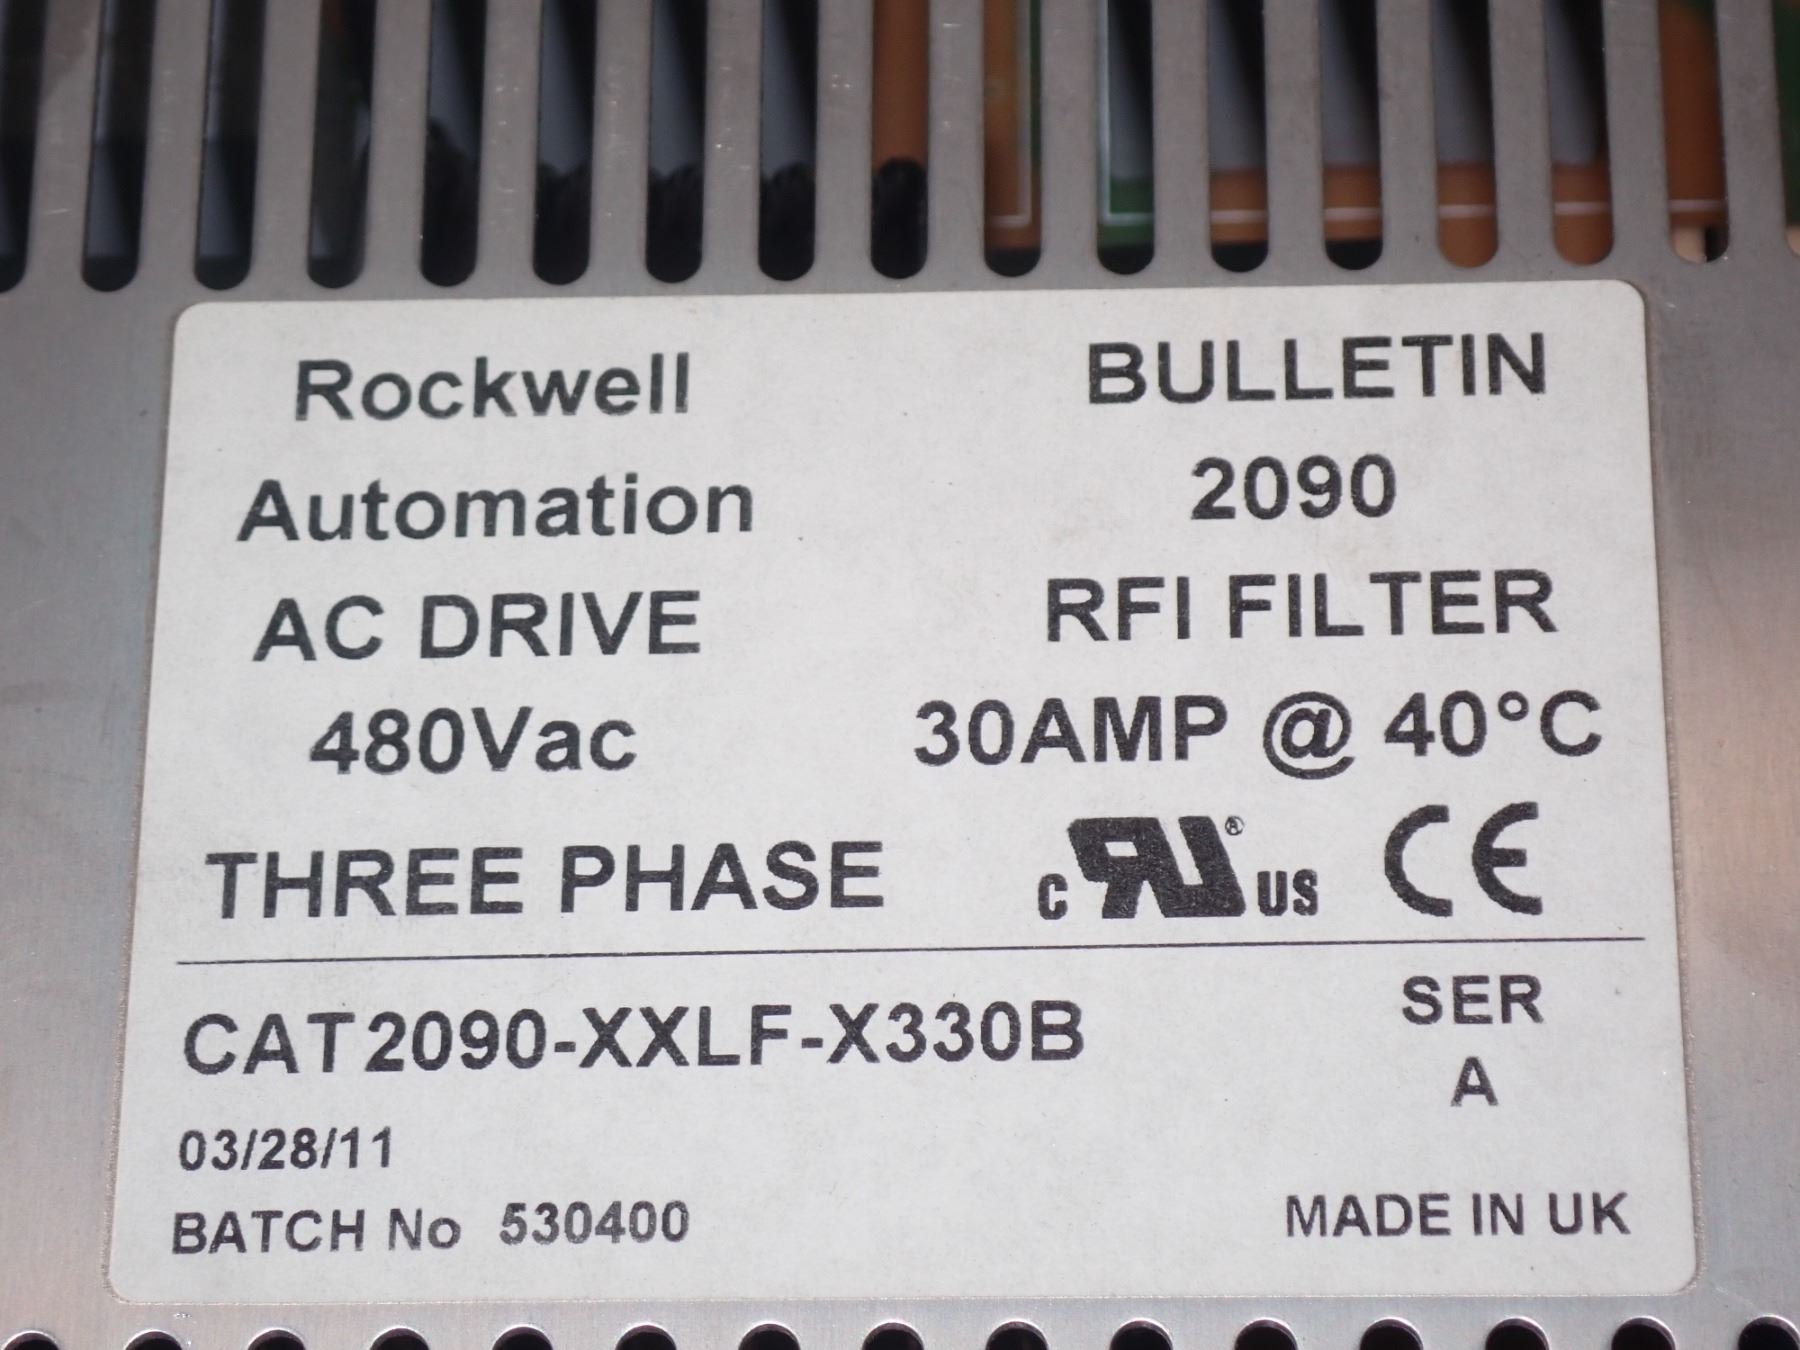 Rockwell
Automation
AC DRIVE
480Vac
THREE PHASE
BULLETIN
2090
RFI FILTER
30AMP @ 40°C
c RU ® US CE
CAT2090-XXLF-X330B
SER
A
03/28/11
BATCH No 530400
MADE IN UK